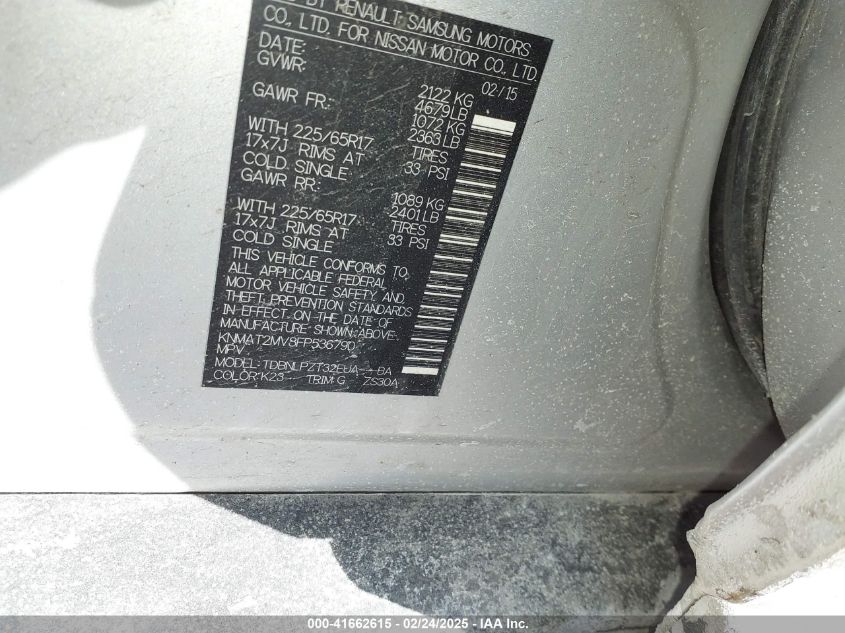 BY RENAULT SAMSUNG MOTORS
CO., LTD. FOR NISSAN MOTOR CO., LTD.
DATE: 02/15
GVWR: 2122 KG
4679LB
GAWR FR.: 1072 KG
2363LB
WITH 225/65R17 TIRES
17x7J RIMS AT 33 PSI
COLD SINGLE
GAWR RR: 1089 KG
2401LB
WITH 225/65R17 TIRES
17x7J RIMS AT 33 PSI
COLD SINGLE
THIS VEHICLE CONFORMS TO
ALL APPLICABLE FEDERAL
MOTOR VEHICLE SAFETY, AND
THEFT PREVENTION STANDARDS
IN EFFECT ON THE DATE OF
MANUFACTURE SHOWN ABOVE:
KNMAT2MV8FP536790
MPV
MODEL: TDBNLPZT32EUA--BA
COLOR: K23 TRIM: G ZS30A
000-41662615 - 02/24/2025 - IAA Inc.